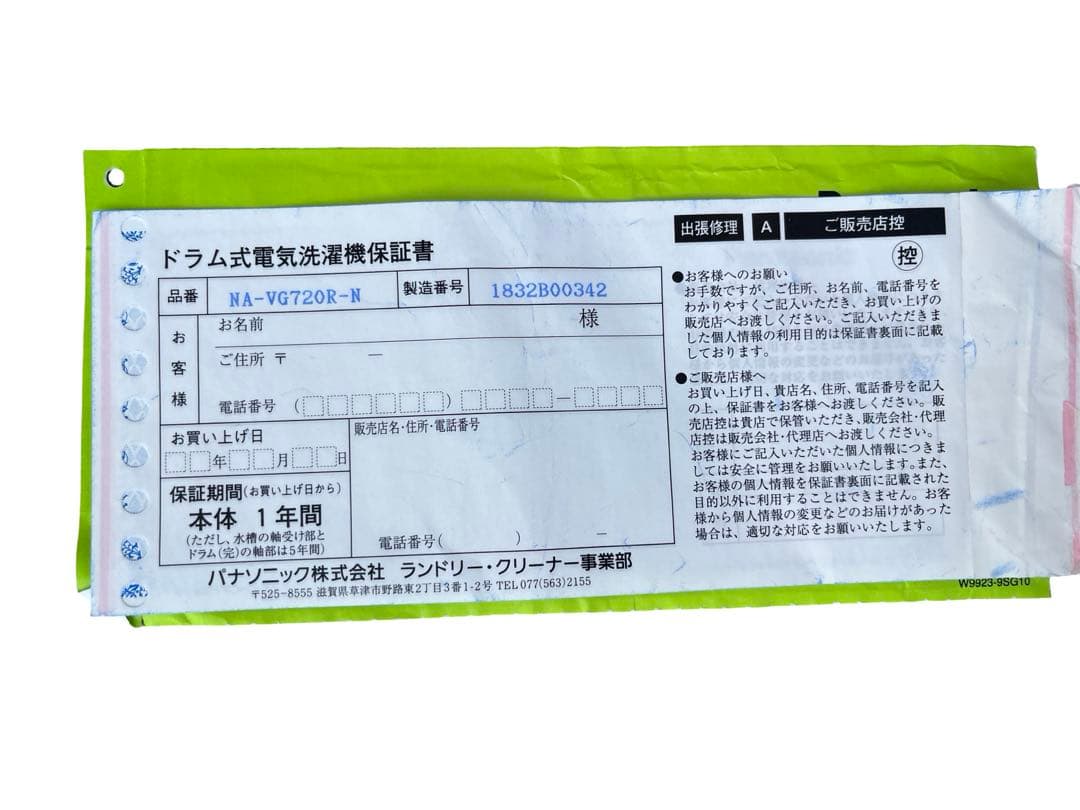 出張修理 A ご販売店控
控
ドラム式電気洗濯機保証書
品番 NA-VG720R-N 製造番号 1832B00342
お客様
お名前 様
ご住所 〒 －
電話番号 ( ) －
お買い上げ日
年 月 日
保証期間(お買い上げ日から)
本体 1年間
(ただし、水槽の軸受け部と
ドラム(完)の軸部は5年間)
販売店名・住所・電話番号
電話番号( ) －
パナソニック株式会社 ランドリー・クリーナー事業部
〒525-8555 滋賀県草津市野路東2丁目3番1-2号 TEL 077(563)2155
●お客様へのお願い
お手数ですが、ご住所、お名前、電話番号を
わかりやすくご記入いただき、お買い上げの
販売店へお渡しください。ご記入いただきま
した個人情報の利用目的は保証書裏面に記載
しております。
●ご販売店様へ
お買い上げ日、貴店名、住所、電話番号を記入
の上、保証書をお客様へお渡しください。販
売店控は貴店で保管いただき、販売会社・代理
店控は販売会社・代理店へお渡しください。
お客様にご記入いただいた個人情報につきま
しては安全に管理をお願いいたします。また、
お客様の個人情報を保証書裏面に記載された
目的以外に利用することはできません。お客
様から個人情報の変更などのお届けがあった
場合は、適切な対応をお願いいたします。
W9923-9SG10